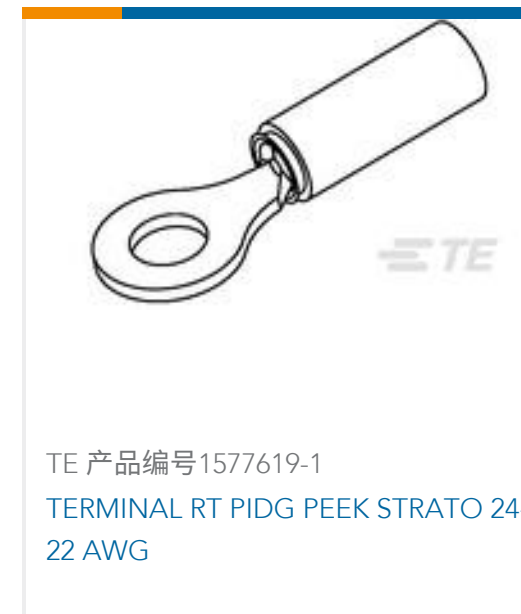 TE
TE 产品编号1577619-1
TERMINAL RT PIDG PEEK STRATO 24-
22 AWG